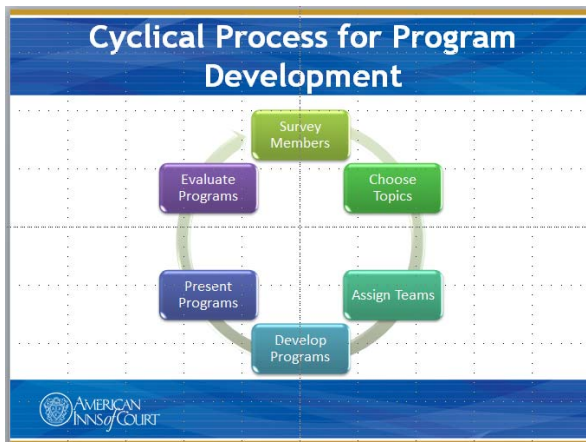 Cyclical Process for Program
Development
Survey
Members
Choose
Topics
Assign Teams
Develop
Programs
Present
Programs
Evaluate
Programs
AMERICAN
INNS of COURT